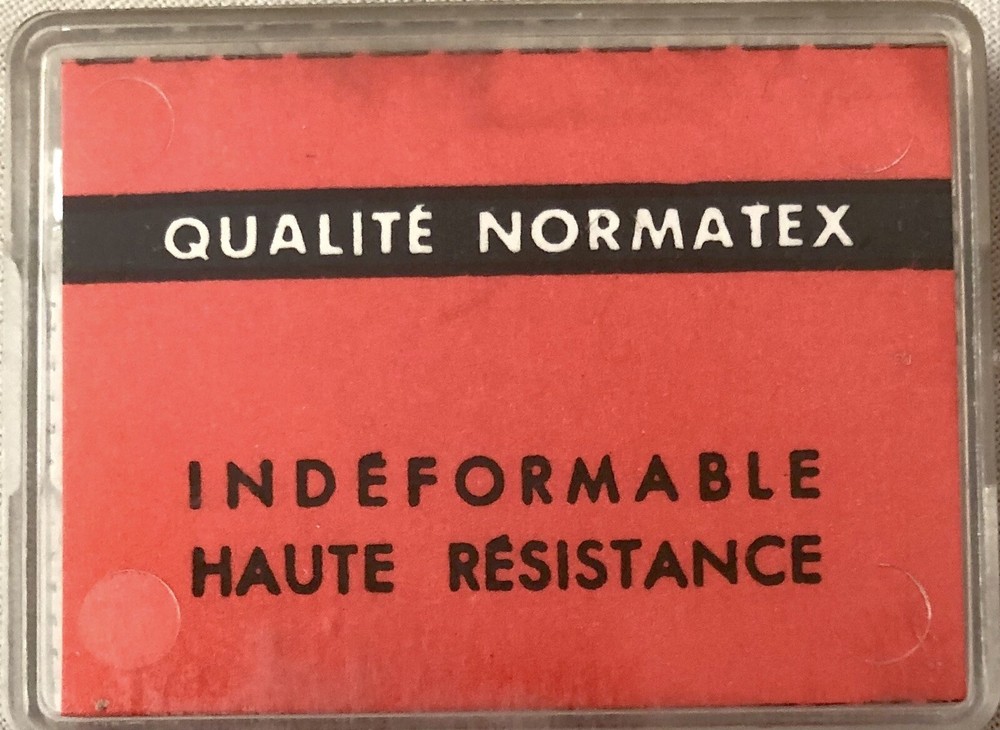 QUALITÉ NORMATEX
INDÉFORMABLE
HAUTE RÉSISTANCE